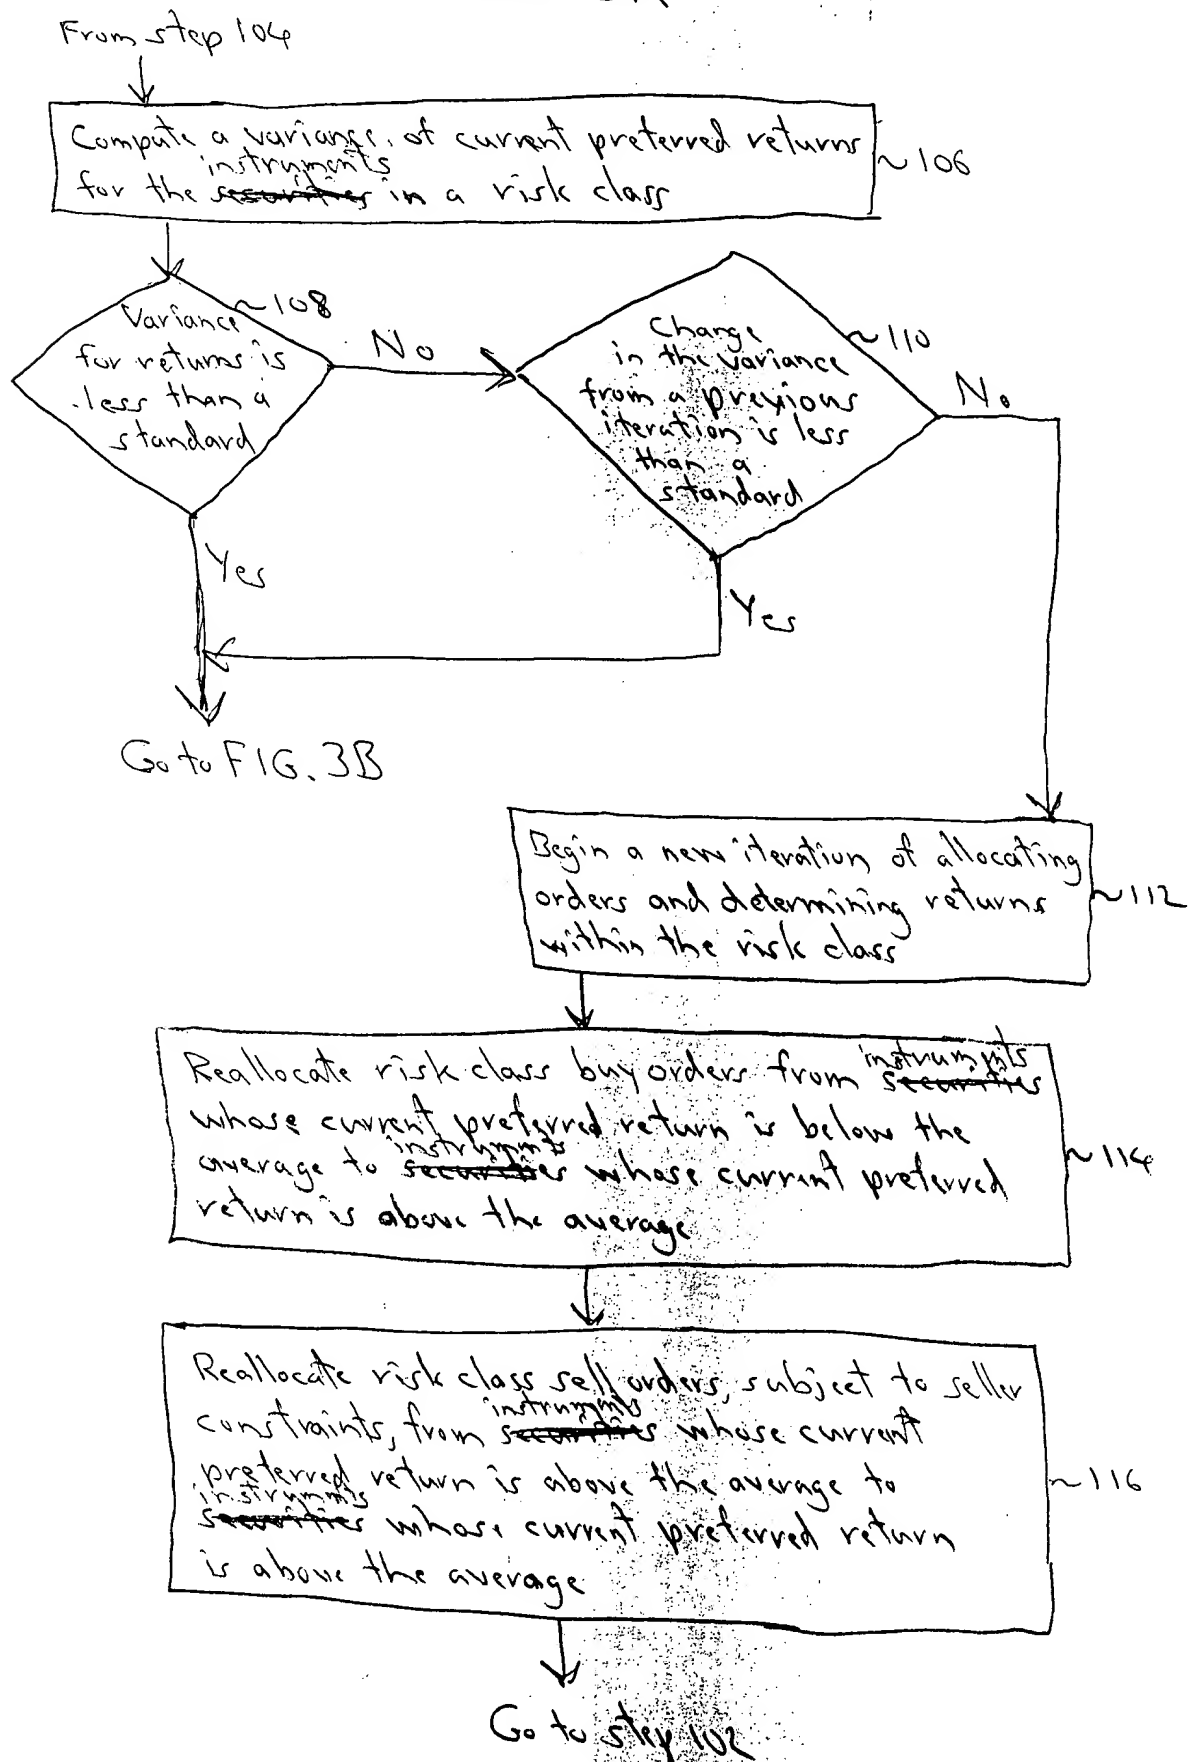 From step 104
Compute a variance of current preferred returns
instruments
for the securities in a risk class
~106
~108
Variance
for returns is
less than a
standard
No
~110
Change
in the variance
from a previous
iteration is less
than a
standard
No
Yes
Yes
Go to FIG. 3B
Begin a new iteration of allocating
orders and determining returns
within the risk class
~112
instruments
Reallocate risk class buy orders from securities
whose current preferred return is below the
instruments
average to securities whose current preferred
return is above the average
~114
Reallocate risk class sell orders, subject to seller
instruments
constraints, from securities whose current
preferred return is above the average to
instruments
securities whose current preferred return
is above the average
~116
Go to step 102